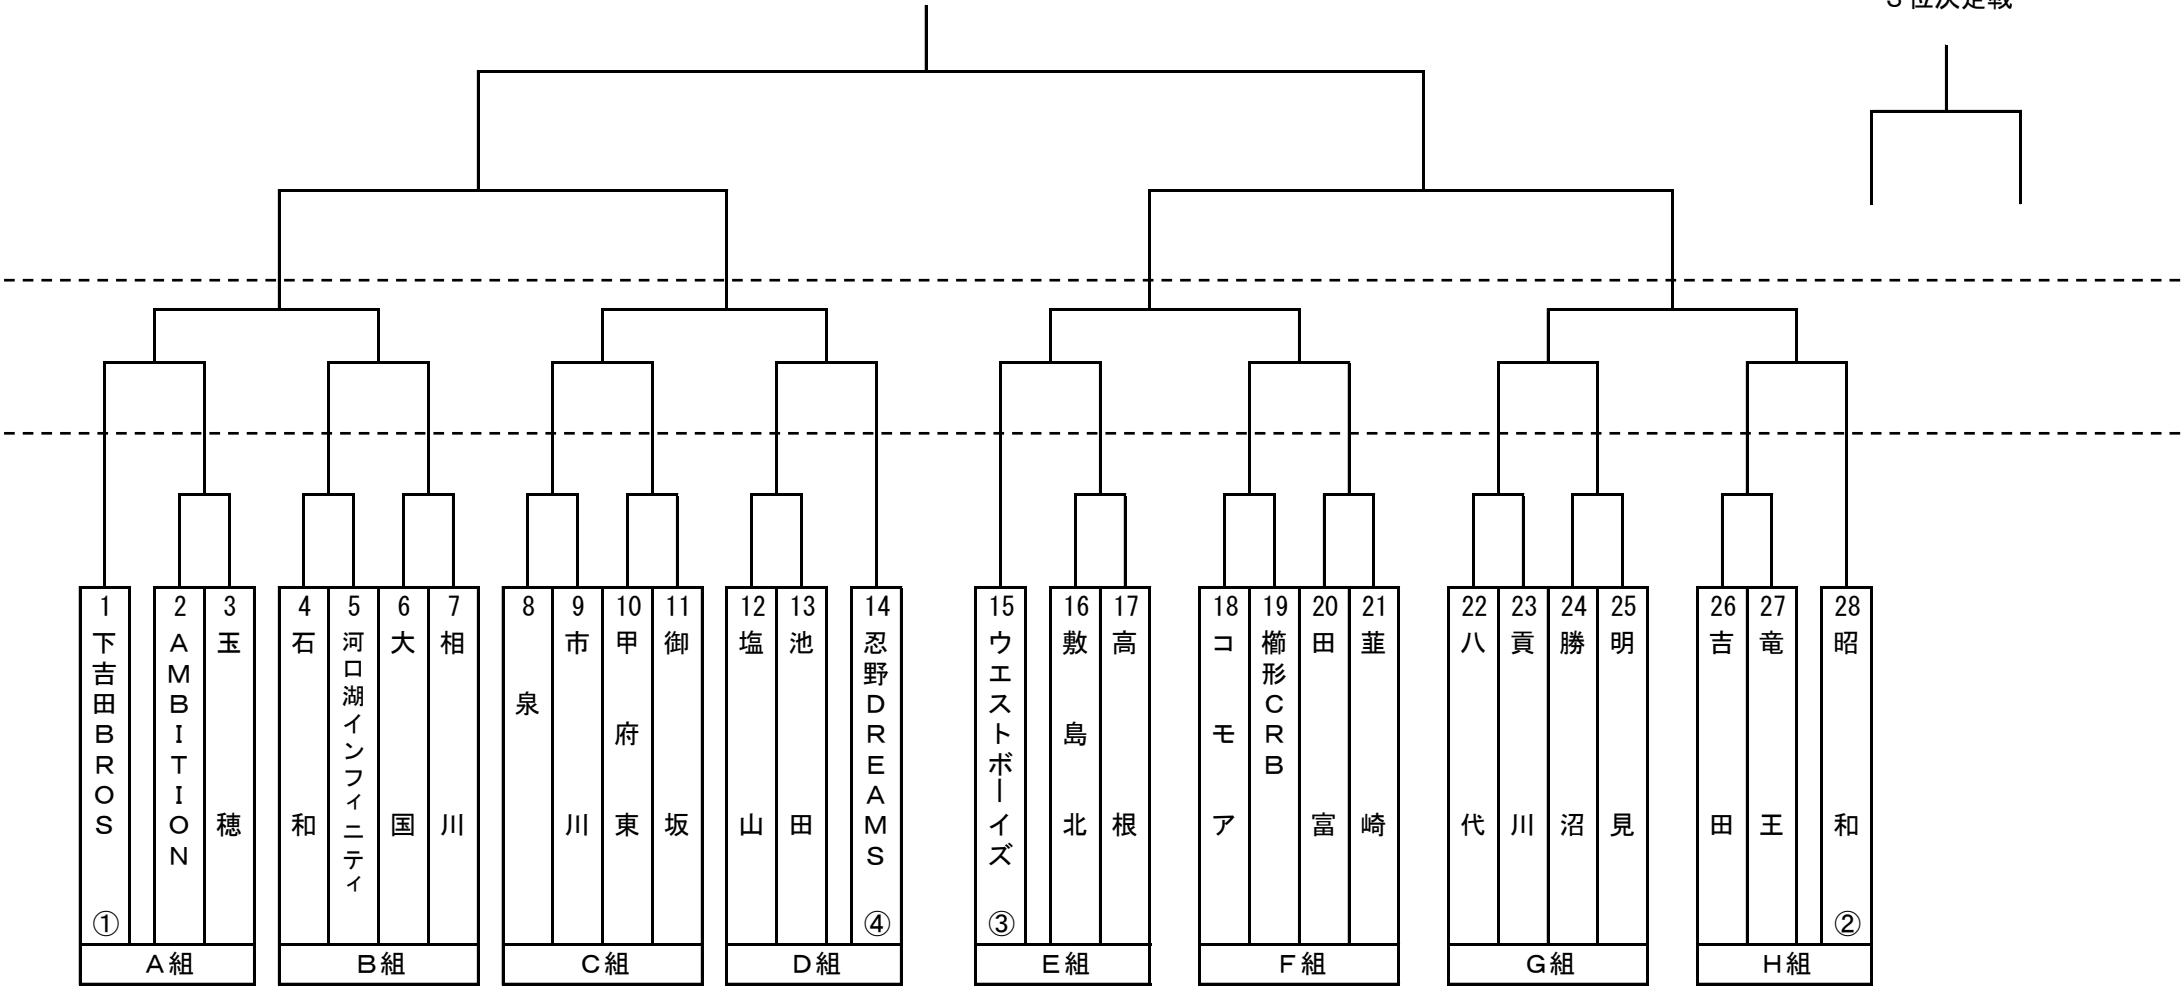 3位決定戦
1 下吉田BROS ①
2 AMBITION
3 玉穂
4 石和
5 河口湖インフィニティ
6 大国
7 相川
8 泉
9 市川
10 甲府東
11 御坂
12 塩山
13 池田
14 忍野DREAMS ④
15 ウエストボーイズ ③
16 敷島北
17 高根
18 コモア
19 櫛形CRB
20 田富
21 韮崎
22 八代
23 貢川
24 勝沼
25 明見
26 吉田
27 竜王
28 昭和 ②
A組
B組
C組
D組
E組
F組
G組
H組